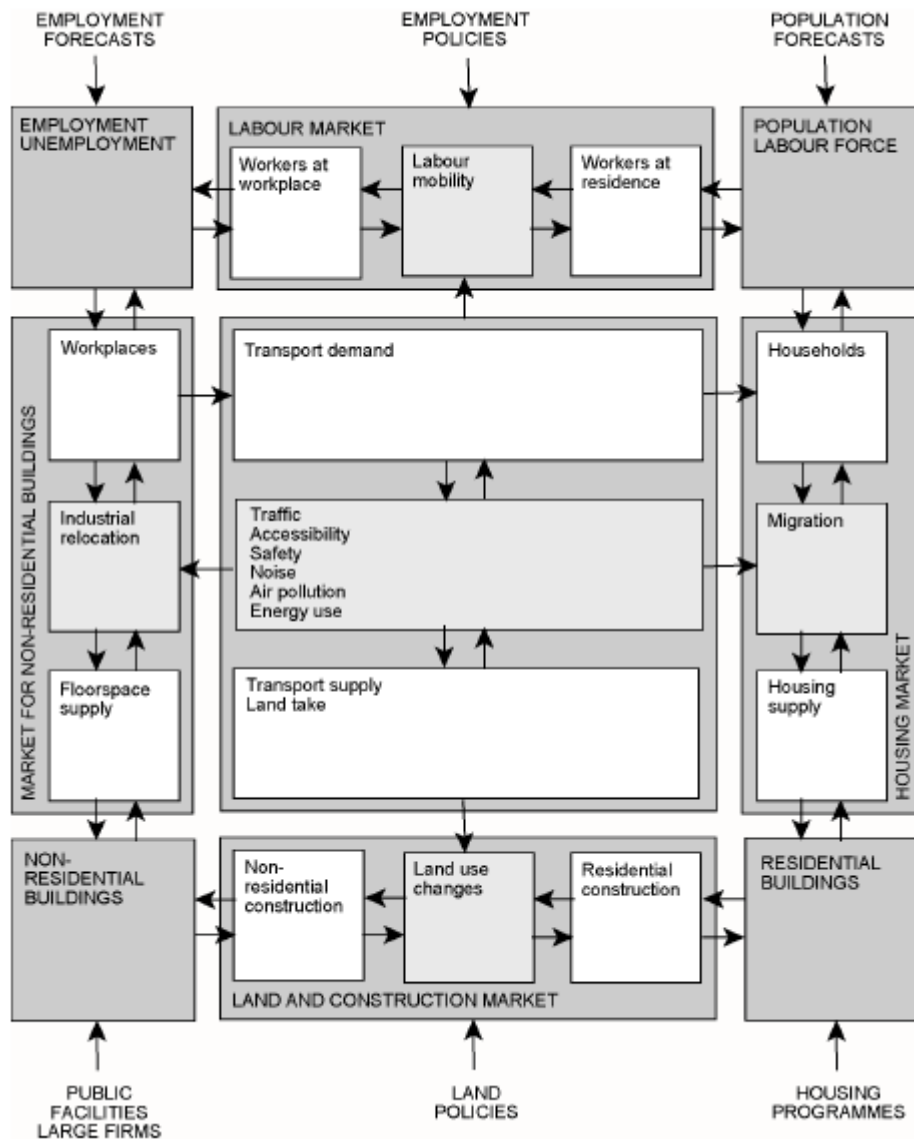 EMPLOYMENT
FORECASTS
EMPLOYMENT
POLICIES
POPULATION
FORECASTS
EMPLOYMENT
UNEMPLOYMENT
LABOUR MARKET
Workers at
workplace
Labour
mobility
Workers at
residence
POPULATION
LABOUR FORCE
MARKET FOR NON-RESIDENTIAL BUILDINGS
Workplaces
Industrial
relocation
Floorspace
supply
Transport demand
Traffic
Accessibility
Safety
Noise
Air pollution
Energy use
Transport supply
Land take
Households
Migration
Housing
supply
HOUSING MARKET
NON-
RESIDENTIAL
BUILDINGS
Non-
residential
construction
Land use
changes
Residential
construction
LAND AND CONSTRUCTION MARKET
RESIDENTIAL
BUILDINGS
PUBLIC
FACILITIES
LARGE FIRMS
LAND
POLICIES
HOUSING
PROGRAMMES